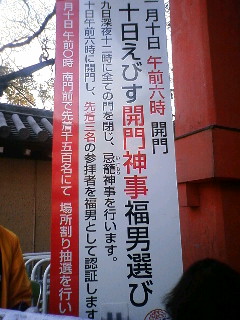 一月十日 午前六時 開門
十日えびす開門神事福男選び
九日深夜十二時に全ての門を閉じ、忌籠神事を行います。
十日午前六時に開門し、先着三名の参拝者を福男として認証します
月十日 午前〇時 南門前で先着千五百名にて 場所割り抽選を行い